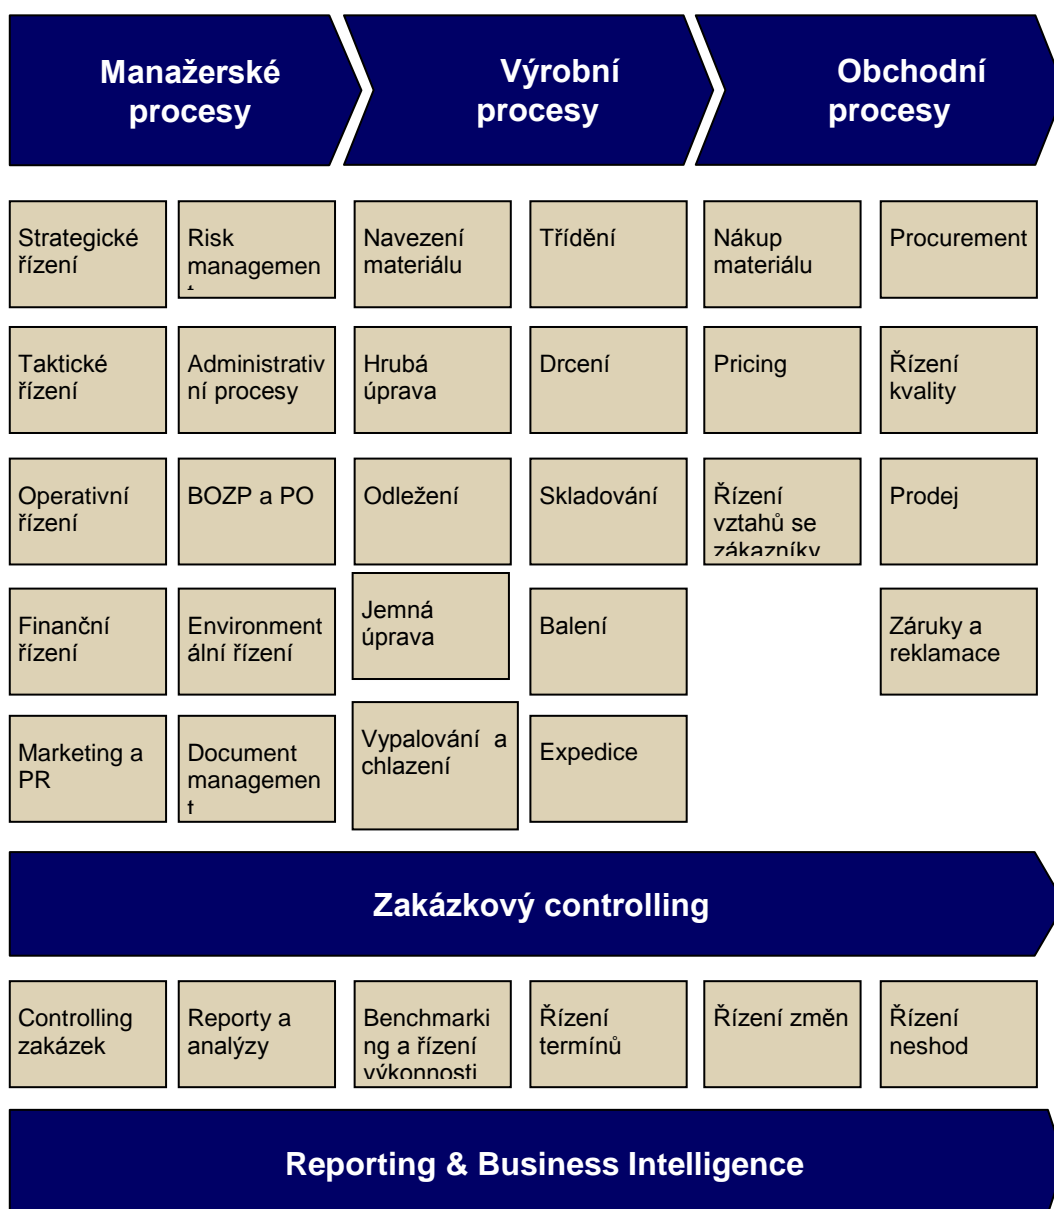 Manažerské
procesy
Výrobní
procesy
Obchodní
procesy
Strategické
řízení
Risk
managemen
Navezení
materiálu
Třídění
Nákup
materiálu
Procurement
Taktické
řízení
Administrativ
ní procesy
Hrubá
úprava
Drcení
Pricing
Řízení
kvality
Operativní
řízení
BOZP a PO
Odležení
Skladování
Řízení
vztahů se
zákazníky
Prodej
Finanční
řízení
Environment
ální řízení
Jemná
úprava
Balení
Záruky a
reklamace
Marketing a
PR
Document
managemen
t
Vypalování a
chlazení
Expedice
Zakázkový controlling
Controlling
zakázek
Reporty a
analýzy
Benchmarki
ng a řízení
výkonnosti
Řízení
termínů
Řízení změn
Řízení
neshod
Reporting & Business Intelligence